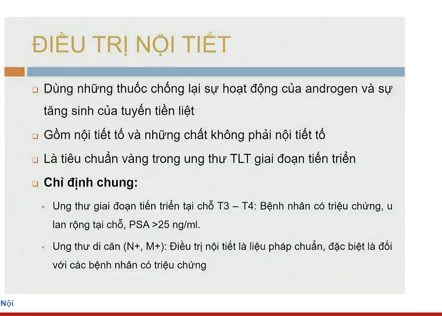 ĐIỀU TRỊ NỘI TIẾT
Dùng những thuốc chống lại sự hoạt động của androgen và sự
tăng sinh của tuyến tiền liệt
Gồm nội tiết tố và những chất không phải nội tiết tố
Là tiêu chuẩn vàng trong ung thư TLT giai đoạn tiến triển
Chỉ định chung:
Ung thư giai đoạn tiến triển tại chỗ T3 – T4: Bệnh nhân có triệu chứng, u
lan rộng tại chỗ, PSA >25 ng/ml.
Ung thư di căn (N+, M+): Điều trị nội tiết là liệu pháp chuẩn, đặc biệt là đối
với các bệnh nhân có triệu chứng
Nội